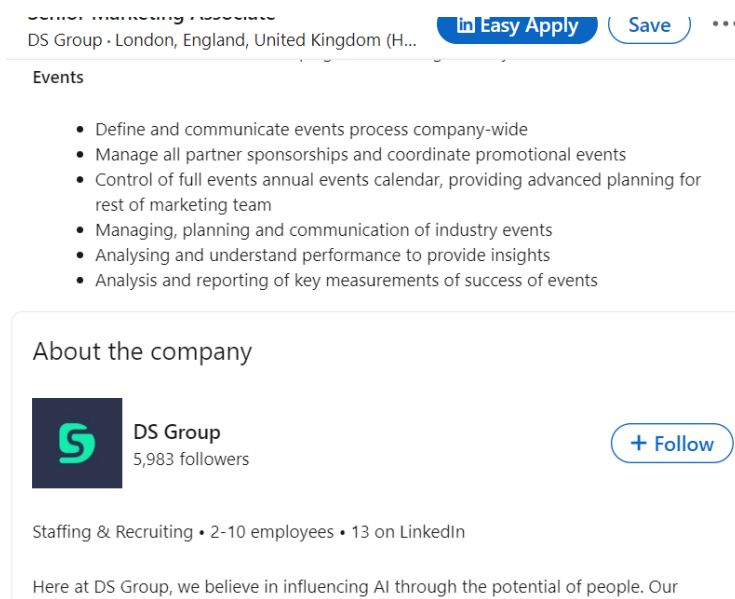 Senior Marketing Associate
DS Group · London, England, United Kingdom (H...
in Easy Apply
Save
Events
• Define and communicate events process company-wide
• Manage all partner sponsorships and coordinate promotional events
• Control of full events annual events calendar, providing advanced planning for
rest of marketing team
• Managing, planning and communication of industry events
• Analysing and understand performance to provide insights
• Analysis and reporting of key measurements of success of events
About the company
DS Group
5,983 followers
+ Follow
Staffing & Recruiting • 2-10 employees • 13 on LinkedIn
Here at DS Group, we believe in influencing AI through the potential of people. Our